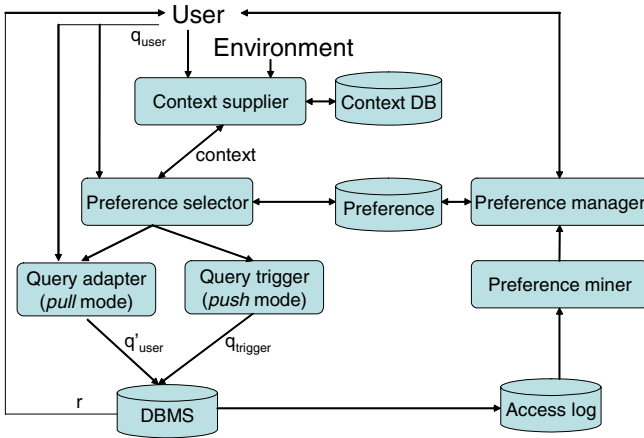 User
q_user
Environment
Context supplier
Context DB
context
Preference selector
Preference
Preference manager
Query adapter
(pull mode)
Query trigger
(push mode)
Preference miner
q'_user
q_trigger
r
DBMS
Access log